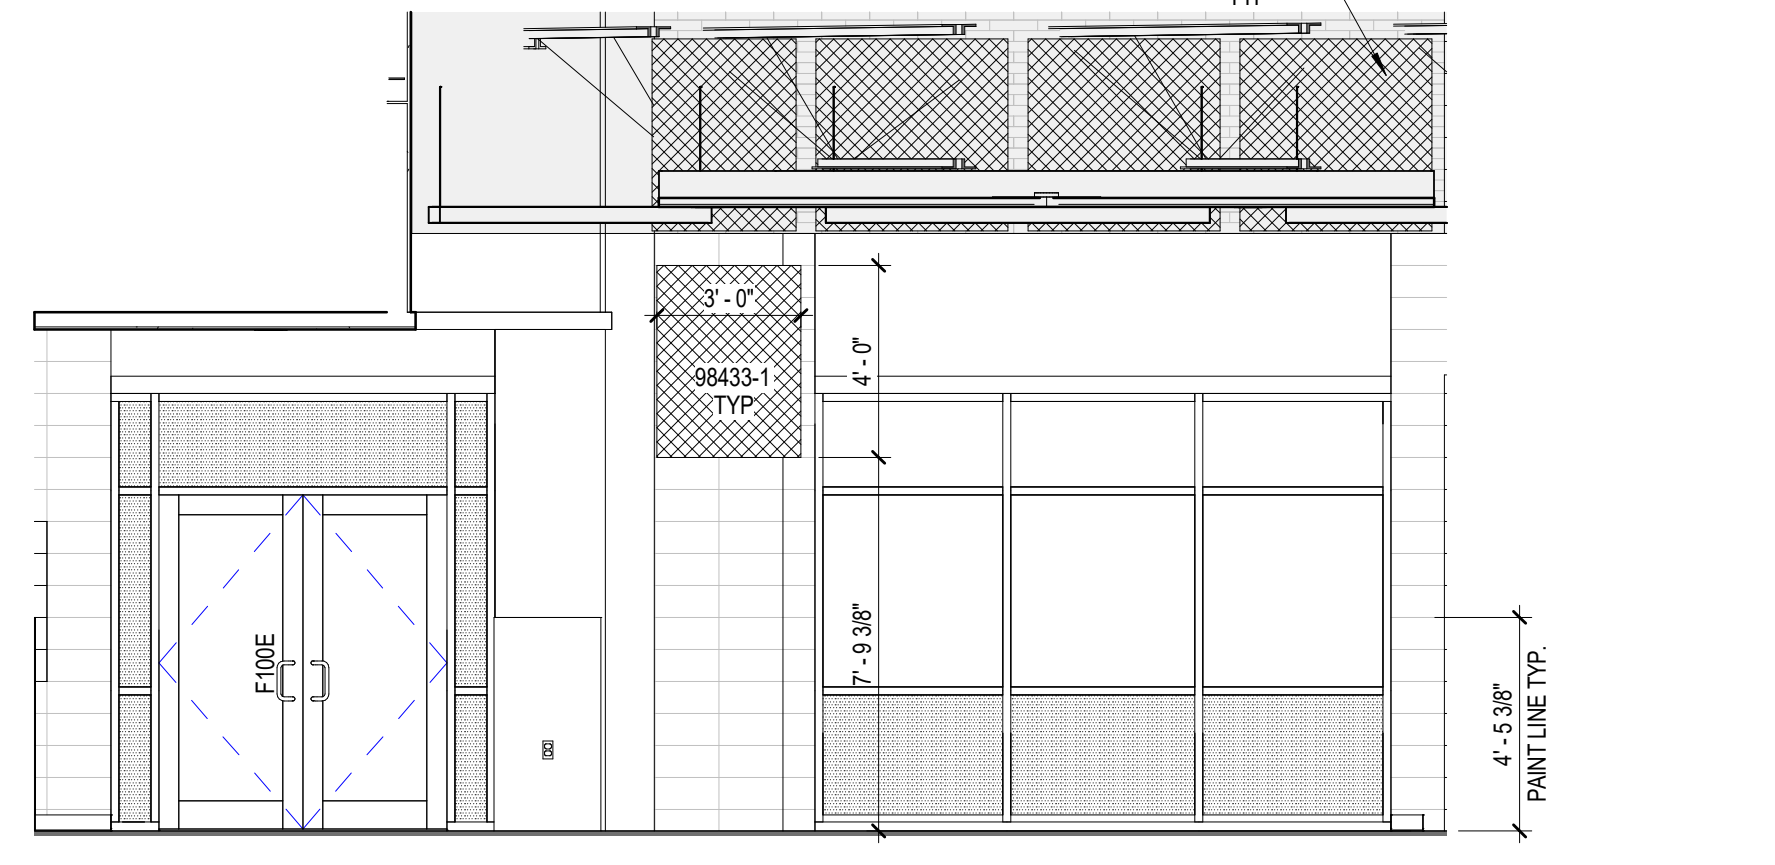 3' - 0"
98433-1
TYP
4' - 0"
7' - 9 3/8"
F100E
4' - 5 3/8"
PAINT LINE TYP.